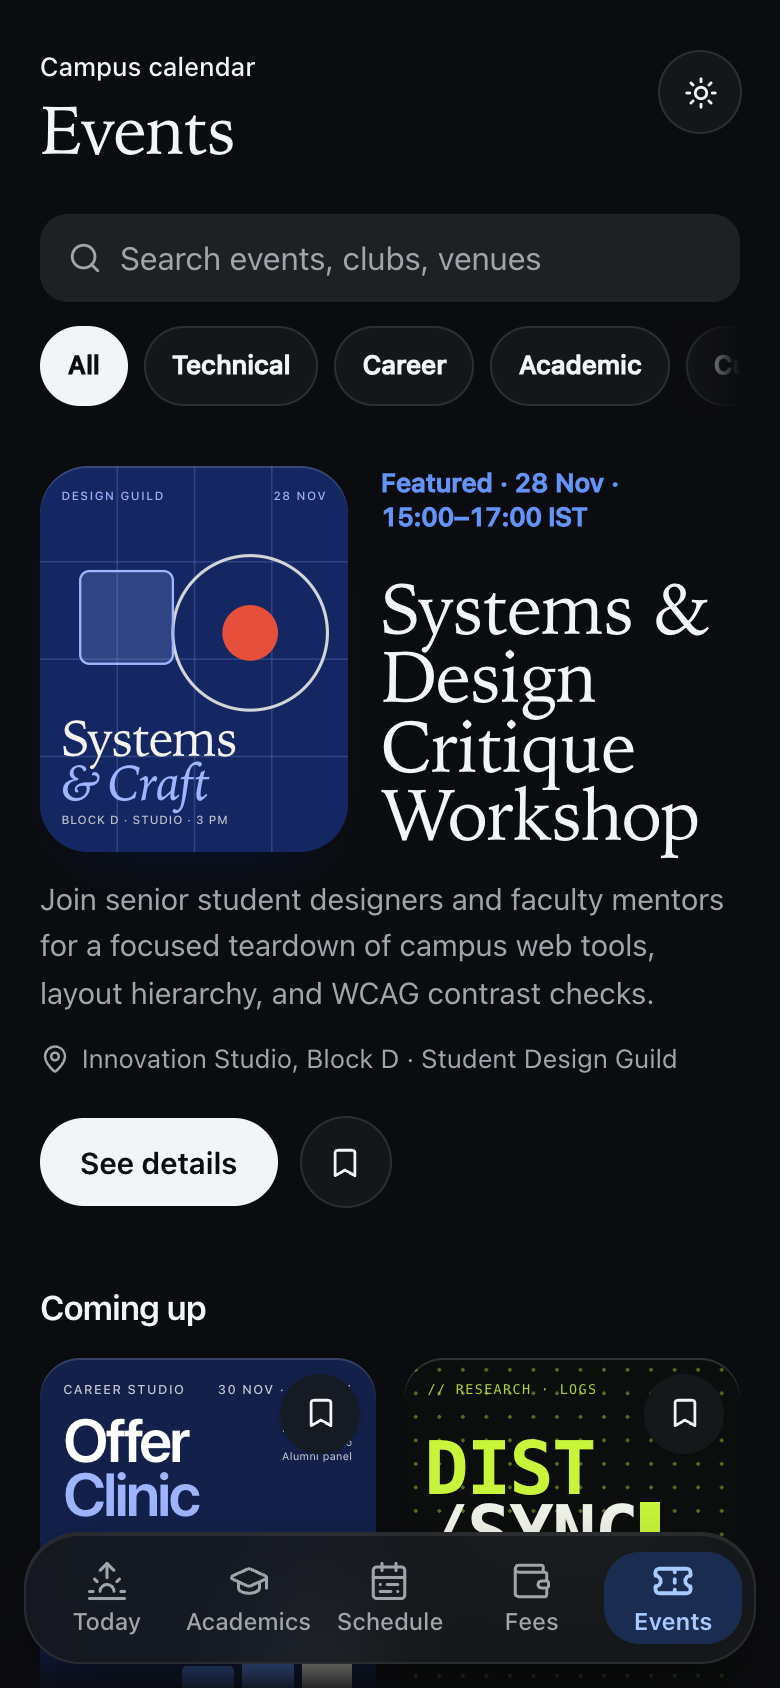 Campus calendar
Events
Search events, clubs, venues
All
Technical
Career
Academic
DESIGN GUILD
28 NOV
Systems
& Craft
BLOCK D · STUDIO · 3 PM
Featured · 28 Nov ·
15:00–17:00 IST
Systems &
Design
Critique
Workshop
Join senior student designers and faculty mentors
for a focused teardown of campus web tools,
layout hierarchy, and WCAG contrast checks.
Innovation Studio, Block D · Student Design Guild
See details
Coming up
CAREER STUDIO
30 NOV ·
Offer
Clinic
Alumni panel
// RESEARCH · LOGS
DIST
/SYNC
Today
Academics
Schedule
Fees
Events